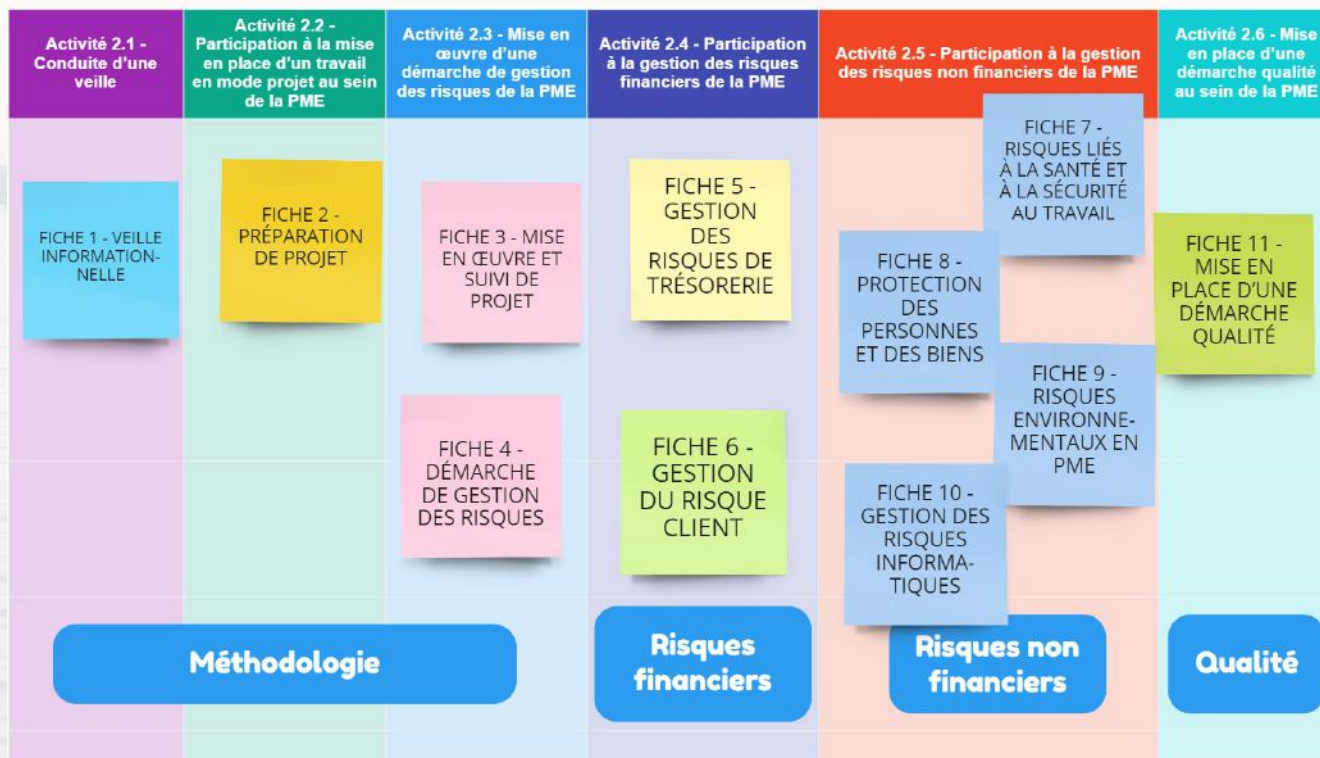 Activité 2.1 -
Conduite d'une
veille
Activité 2.2 -
Participation à la mise
en place d'un travail
en mode projet au sein
de la PME
Activité 2.3 - Mise en
œuvre d'une
démarche de gestion
des risques de la PME
Activité 2.4 - Participation
à la gestion des risques
financiers de la PME
Activité 2.5 - Participation à la gestion
des risques non financiers de la PME
Activité 2.6 - Mise
en place d'une
démarche qualité
au sein de la PME
FICHE 1 - VEILLE
INFORMATION-
NELLE
FICHE 2 -
PRÉPARATION
DE PROJET
FICHE 3 - MISE
EN ŒUVRE ET
SUIVI DE
PROJET
FICHE 4 -
DÉMARCHE
DE GESTION
DES RISQUES
FICHE 5 -
GESTION
DES
RISQUES DE
TRÉSORERIE
FICHE 6 -
GESTION
DU RISQUE
CLIENT
FICHE 7 -
RISQUES LIÉS
À LA SANTÉ ET
À LA SÉCURITÉ
AU TRAVAIL
FICHE 8 -
PROTECTION
DES
PERSONNES
ET DES BIENS
FICHE 9 -
RISQUES
ENVIRONNE-
MENTAUX EN
PME
FICHE 10 -
GESTION DES
RISQUES
INFORMA-
TIQUES
FICHE 11 -
MISE EN
PLACE D'UNE
DÉMARCHE
QUALITÉ
Méthodologie
Risques
financiers
Risques non
financiers
Qualité